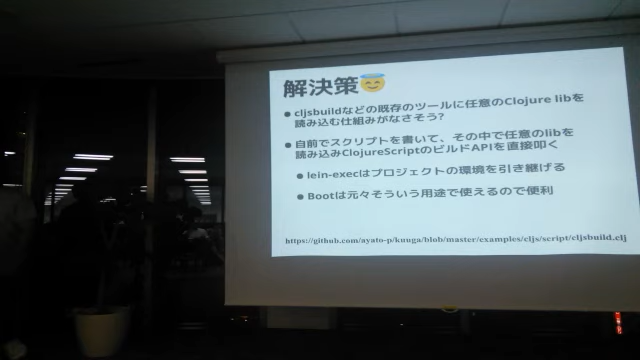 解決策😇
● cljsbuildなどの既存のツールに任意のClojure libを
読み込む仕組みがなさそう?
● 自前でスクリプトを書いて、その中で任意のlibを
読み込みClojureScriptのビルドAPIを直接叩く
● lein-execはプロジェクトの環境を引き継げる
● Bootは元々そういう用途で使えるので便利
https://github.com/ayato-p/kuuga/blob/master/examples/cljs/script/cljsbuild.clj